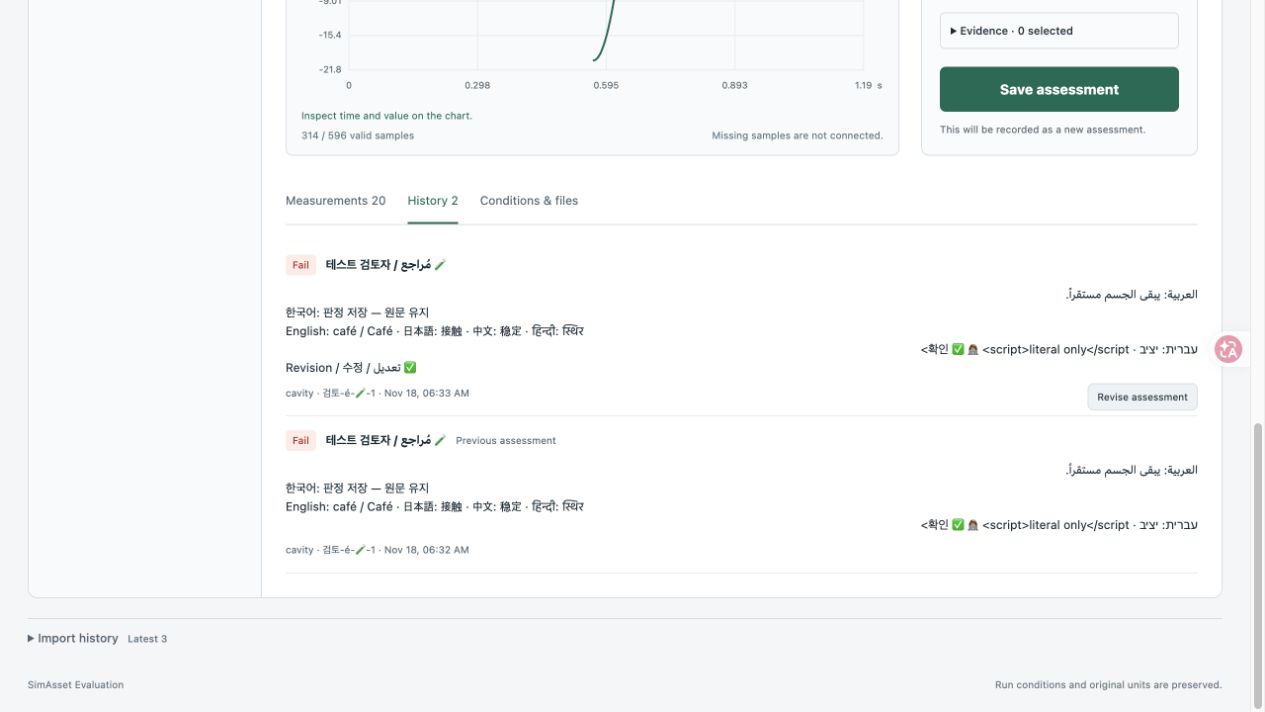 -9.01
-15.4
-21.8
0 0.298 0.595 0.893 1.19 s
Inspect time and value on the chart.
314 / 596 valid samples
Missing samples are not connected.
Evidence · 0 selected
Save assessment
This will be recorded as a new assessment.
Measurements 20 History 2 Conditions & files
Fail 테스트 검토자 / مُراجع 🧪
العربية: يبقى الجسم مستقراً.
한국어: 판정 저장 — 원문 유지
English: café / Café · 日本語: 接触 · 中文: 稳定 · हिन्दी: स्थिर
עברית: יציב · <script>literal only</script> 👩🏽‍🔬 ✅ 확인
Revision / 수정 / تعديل ✅
cavity · 검토-é-🧪-1 · Nov 18, 06:33 AM
Revise assessment
Fail 테스트 검토자 / مُراجع 🧪 Previous assessment
العربية: يبقى الجسم مستقراً.
한국어: 판정 저장 — 원문 유지
English: café / Café · 日本語: 接触 · 中文: 稳定 · हिन्दी: स्थिर
עברית: יציב · <script>literal only</script> 👩🏽‍🔬 ✅ 확인
cavity · 검토-é-🧪-1 · Nov 18, 06:32 AM
Import history Latest 3
SimAsset Evaluation
Run conditions and original units are preserved.